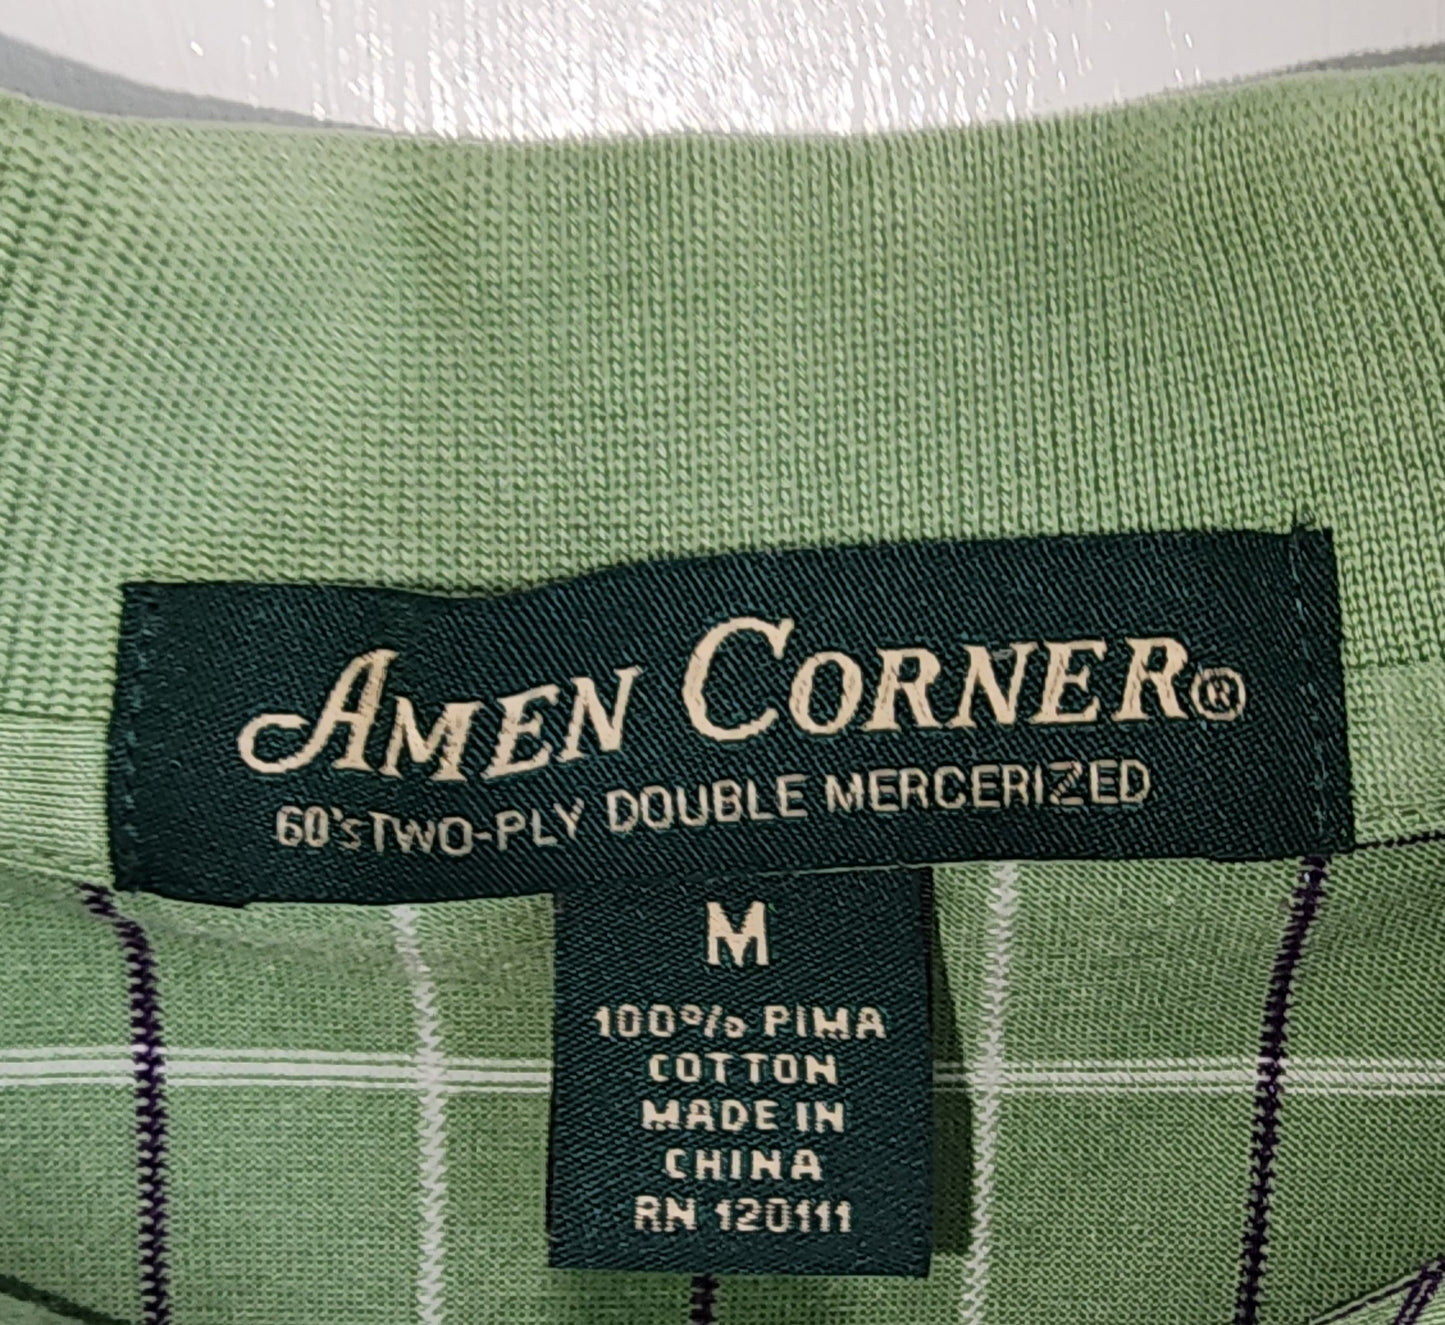 AMEN CORNER®
60's TWO-PLY DOUBLE MERCERIZED
M
100% PIMA
COTTON
MADE IN
CHINA
RN 120111